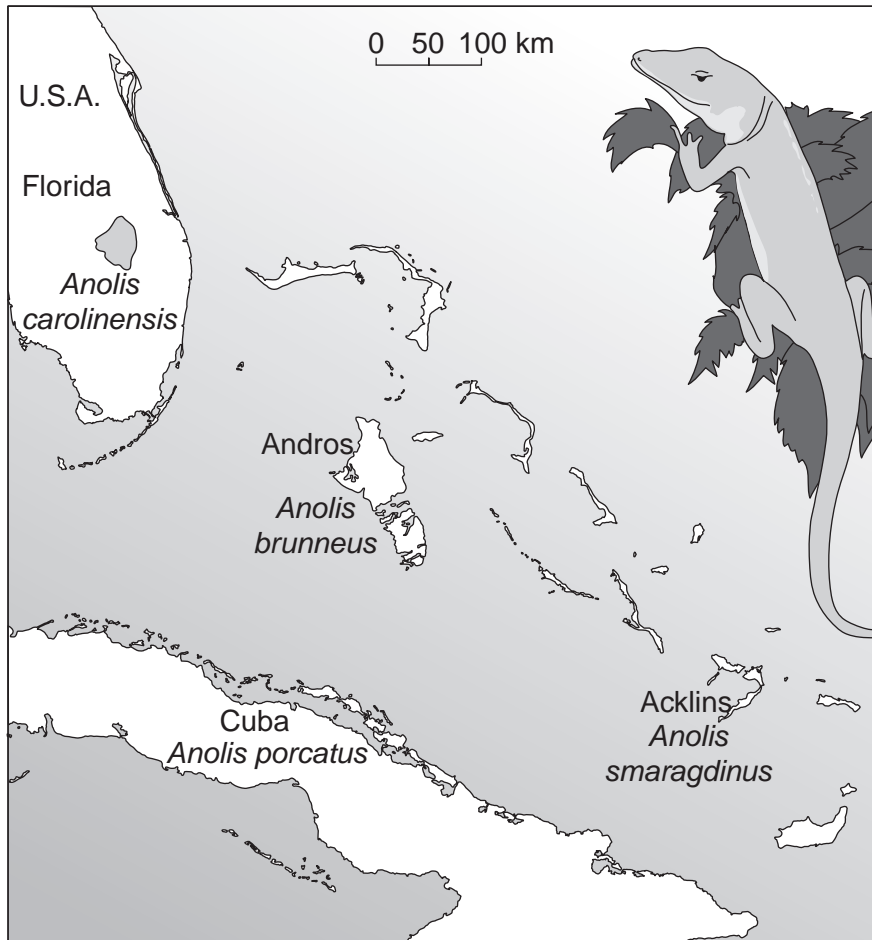 0 50 100 km
U.S.A.
Florida
Anolis
carolinensis
Andros
Anolis
brunneus
Cuba
Anolis porcatus
Acklins
Anolis
smaragdinus